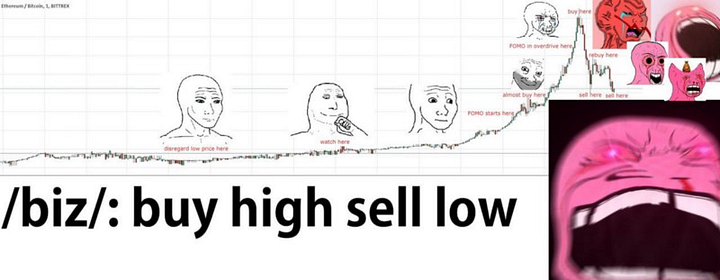 Ethereum / Bitcoin, 1, BITTREX
buy here
FOMO in overdrive here
rebuy here
almost buy here
sell here
sell here
FOMO starts here
watch here
disregard low price here
/biz/: buy high sell low